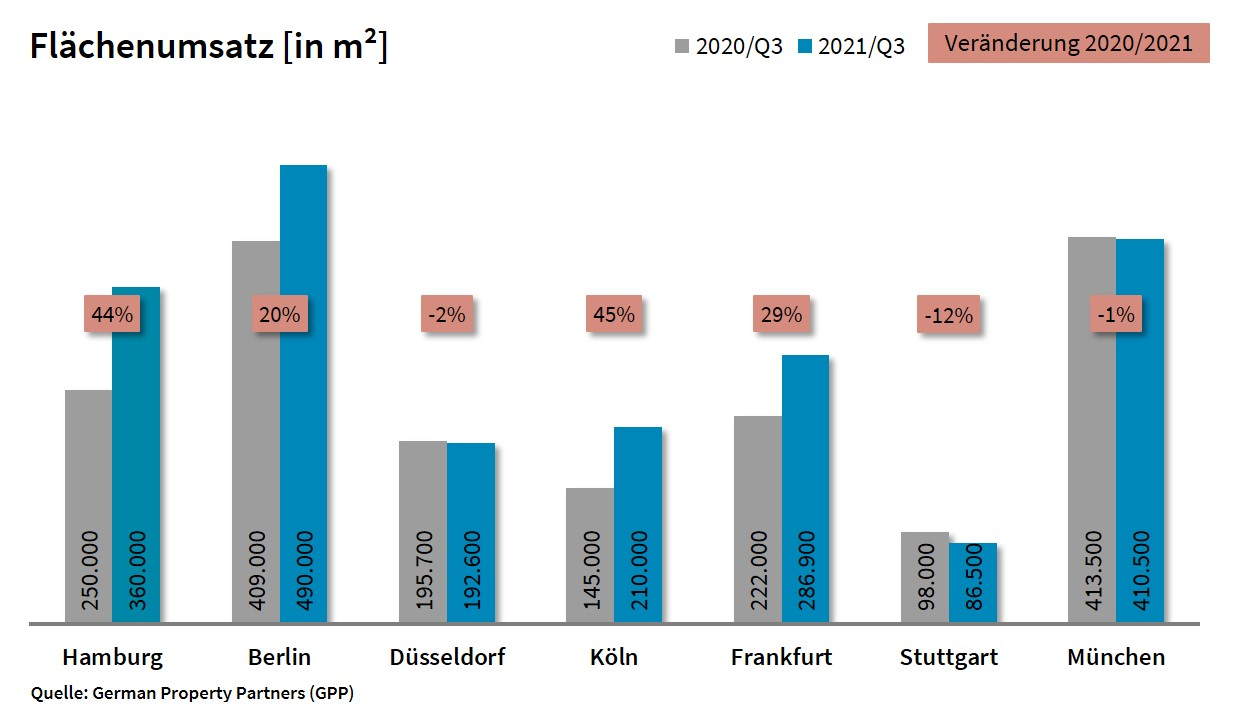 Flächenumsatz [in m²]
2020/Q3 2021/Q3
Veränderung 2020/2021
44% 20% -2% 45% 29% -12% -1%
250.000 360.000 409.000 490.000 195.700 192.600 145.000 210.000 222.000 286.900 98.000 86.500 413.500 410.500
Hamburg Berlin Düsseldorf Köln Frankfurt Stuttgart München
Quelle: German Property Partners (GPP)